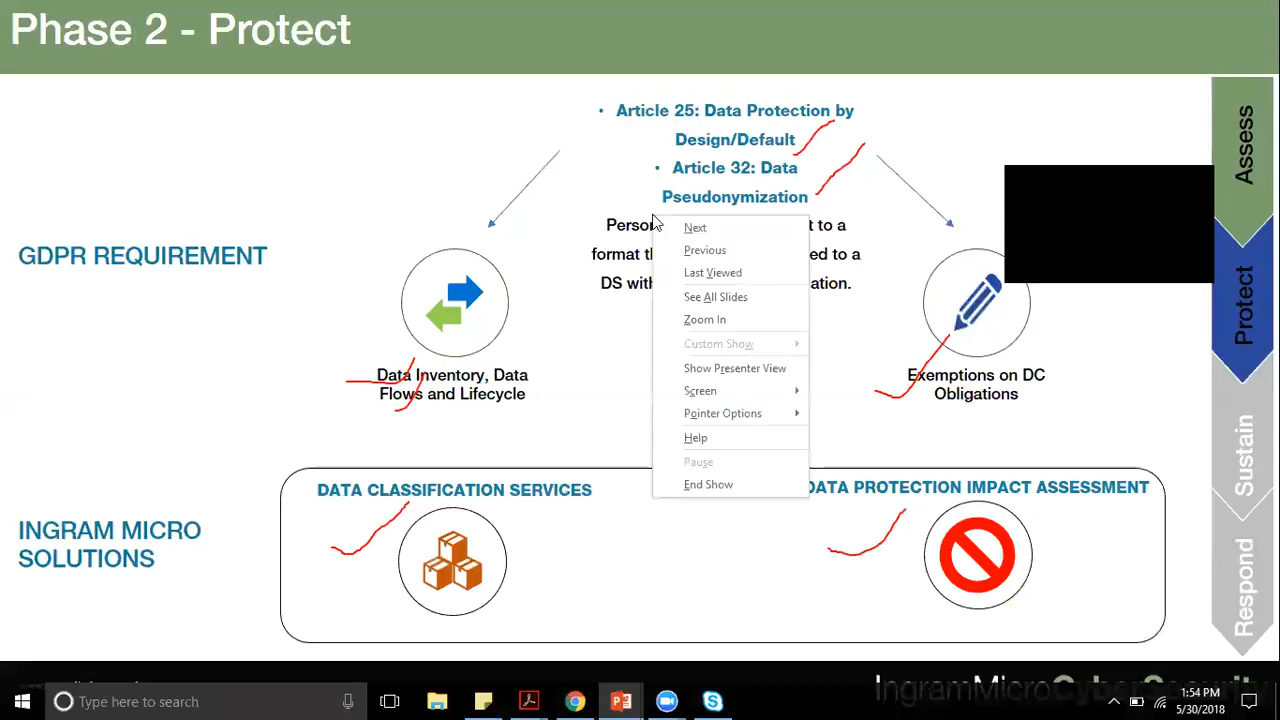 Phase 2 - Protect
• Article 25: Data Protection by
Design/Default
• Article 32: Data
Pseudonymization
t to a
format
ed to a
DS
GDPR REQUIREMENT
Data Inventory, Data
Flows and Lifecycle
Exemptions on DC
Obligations
Next
Previous
Last Viewed
See All Slides
Zoom In
Custom Show
Show Presenter View
Screen
Pointer Options
Help
Pause
End Show
INGRAM MICRO
SOLUTIONS
DATA CLASSIFICATION SERVICES
DATA PROTECTION IMPACT ASSESSMENT
Assess
Protect
Sustain
Respond
IngramMicroCyberSecurity
Type here to search
1:54 PM
5/30/2018